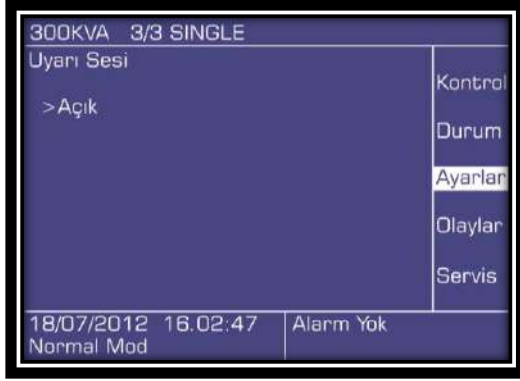 300KVA 3/3 SINGLE
Uyarı Sesi
>Açık
Kontrol
Durum
Ayarlar
Olaylar
Servis
18/07/2012 16.02:47
Normal Mod
Alarm Yok